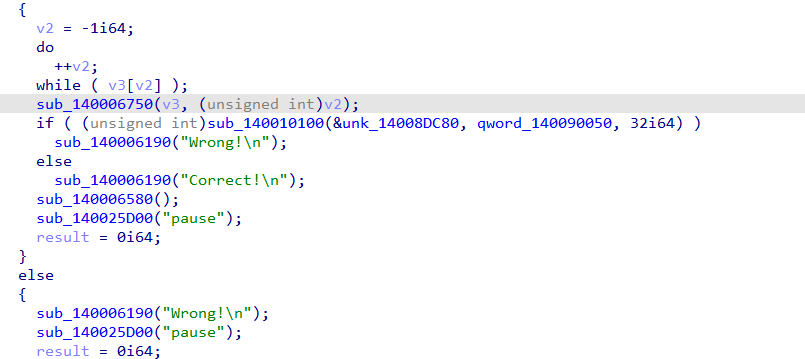 {
v2 = -1i64;
do
++v2;
while ( v3[v2] );
sub_140006750(v3, (unsigned int)v2);
if ( (unsigned int)sub_140010100(&unk_14008DC80, qword_140090050, 32i64) )
sub_140006190("Wrong!\n");
else
sub_140006190("Correct!\n");
sub_140006580();
sub_140025D00("pause");
result = 0i64;
}
else
{
sub_140006190("Wrong!\n");
sub_140025D00("pause");
result = 0i64;